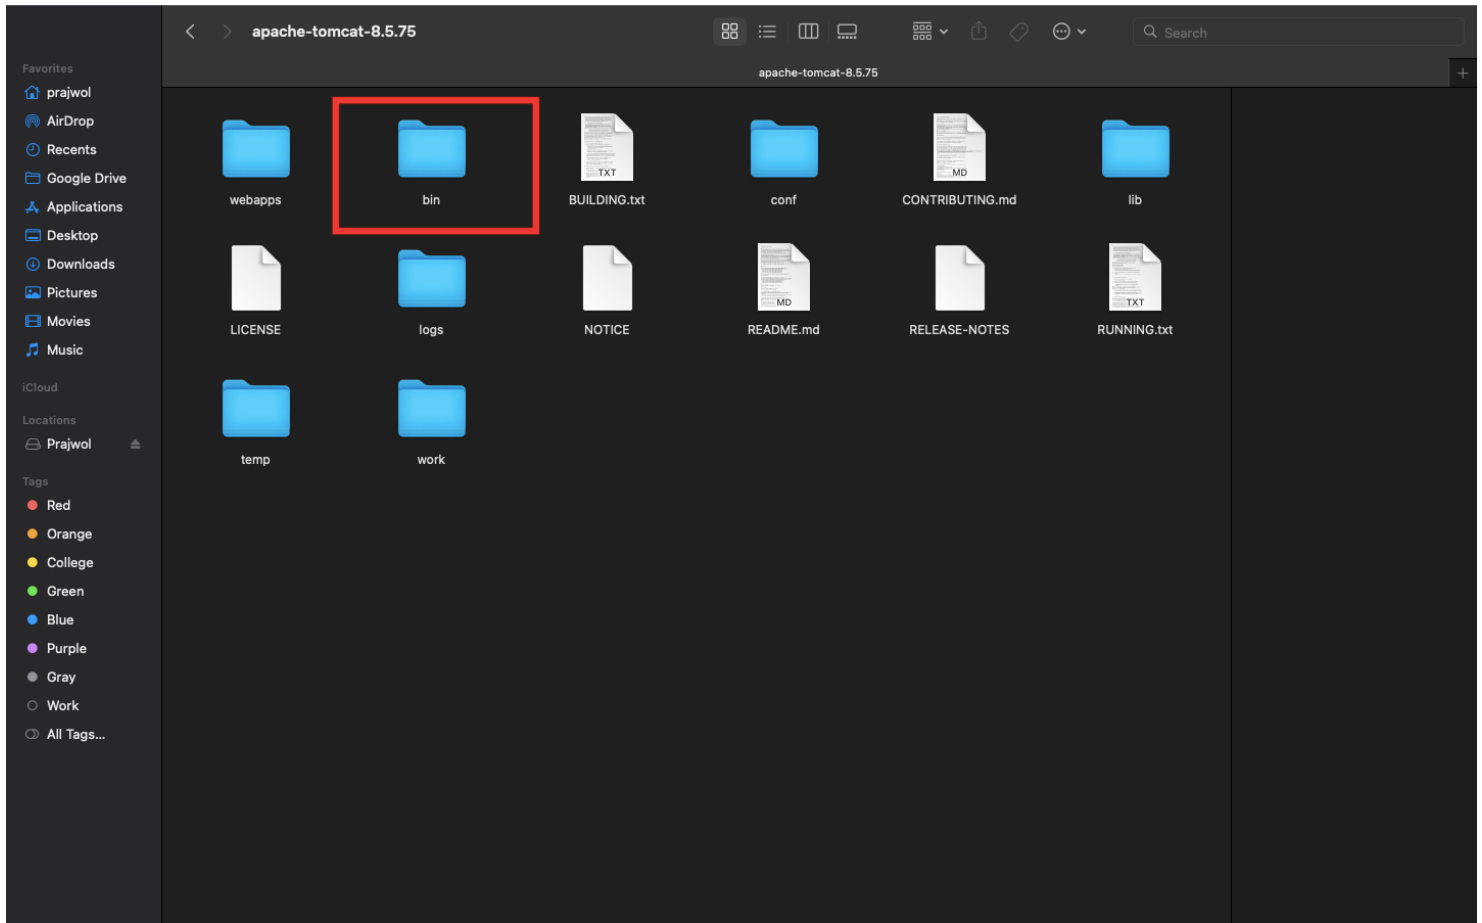 apache-tomcat-8.5.75
Search
apache-tomcat-8.5.75
Favorites
prajwol
AirDrop
Recents
Google Drive
Applications
Desktop
Downloads
Pictures
Movies
Music
iCloud
Locations
Prajwol
Tags
Red
Orange
College
Green
Blue
Purple
Gray
Work
All Tags...
webapps
bin
TXT
BUILDING.txt
conf
MD
CONTRIBUTING.md
lib
LICENSE
logs
NOTICE
MD
README.md
RELEASE-NOTES
TXT
RUNNING.txt
temp
work